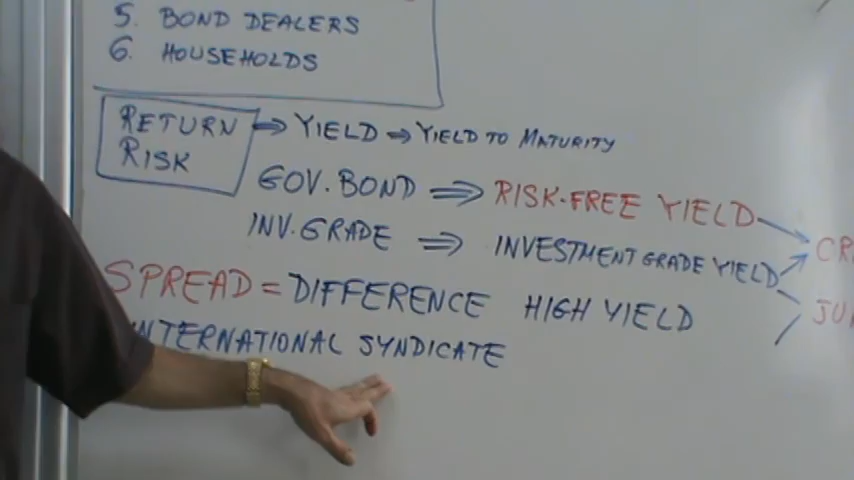 5. BOND DEALERS
6. HOUSEHOLDS
RETURN ⇒ YIELD ⇒ YIELD TO MATURITY
RISK
GOV. BOND ⇒ RISK-FREE YIELD
INV. GRADE ⇒ INVESTMENT GRADE YIELD
SPREAD = DIFFERENCE HIGH YIELD
INTERNATIONAL SYNDICATE